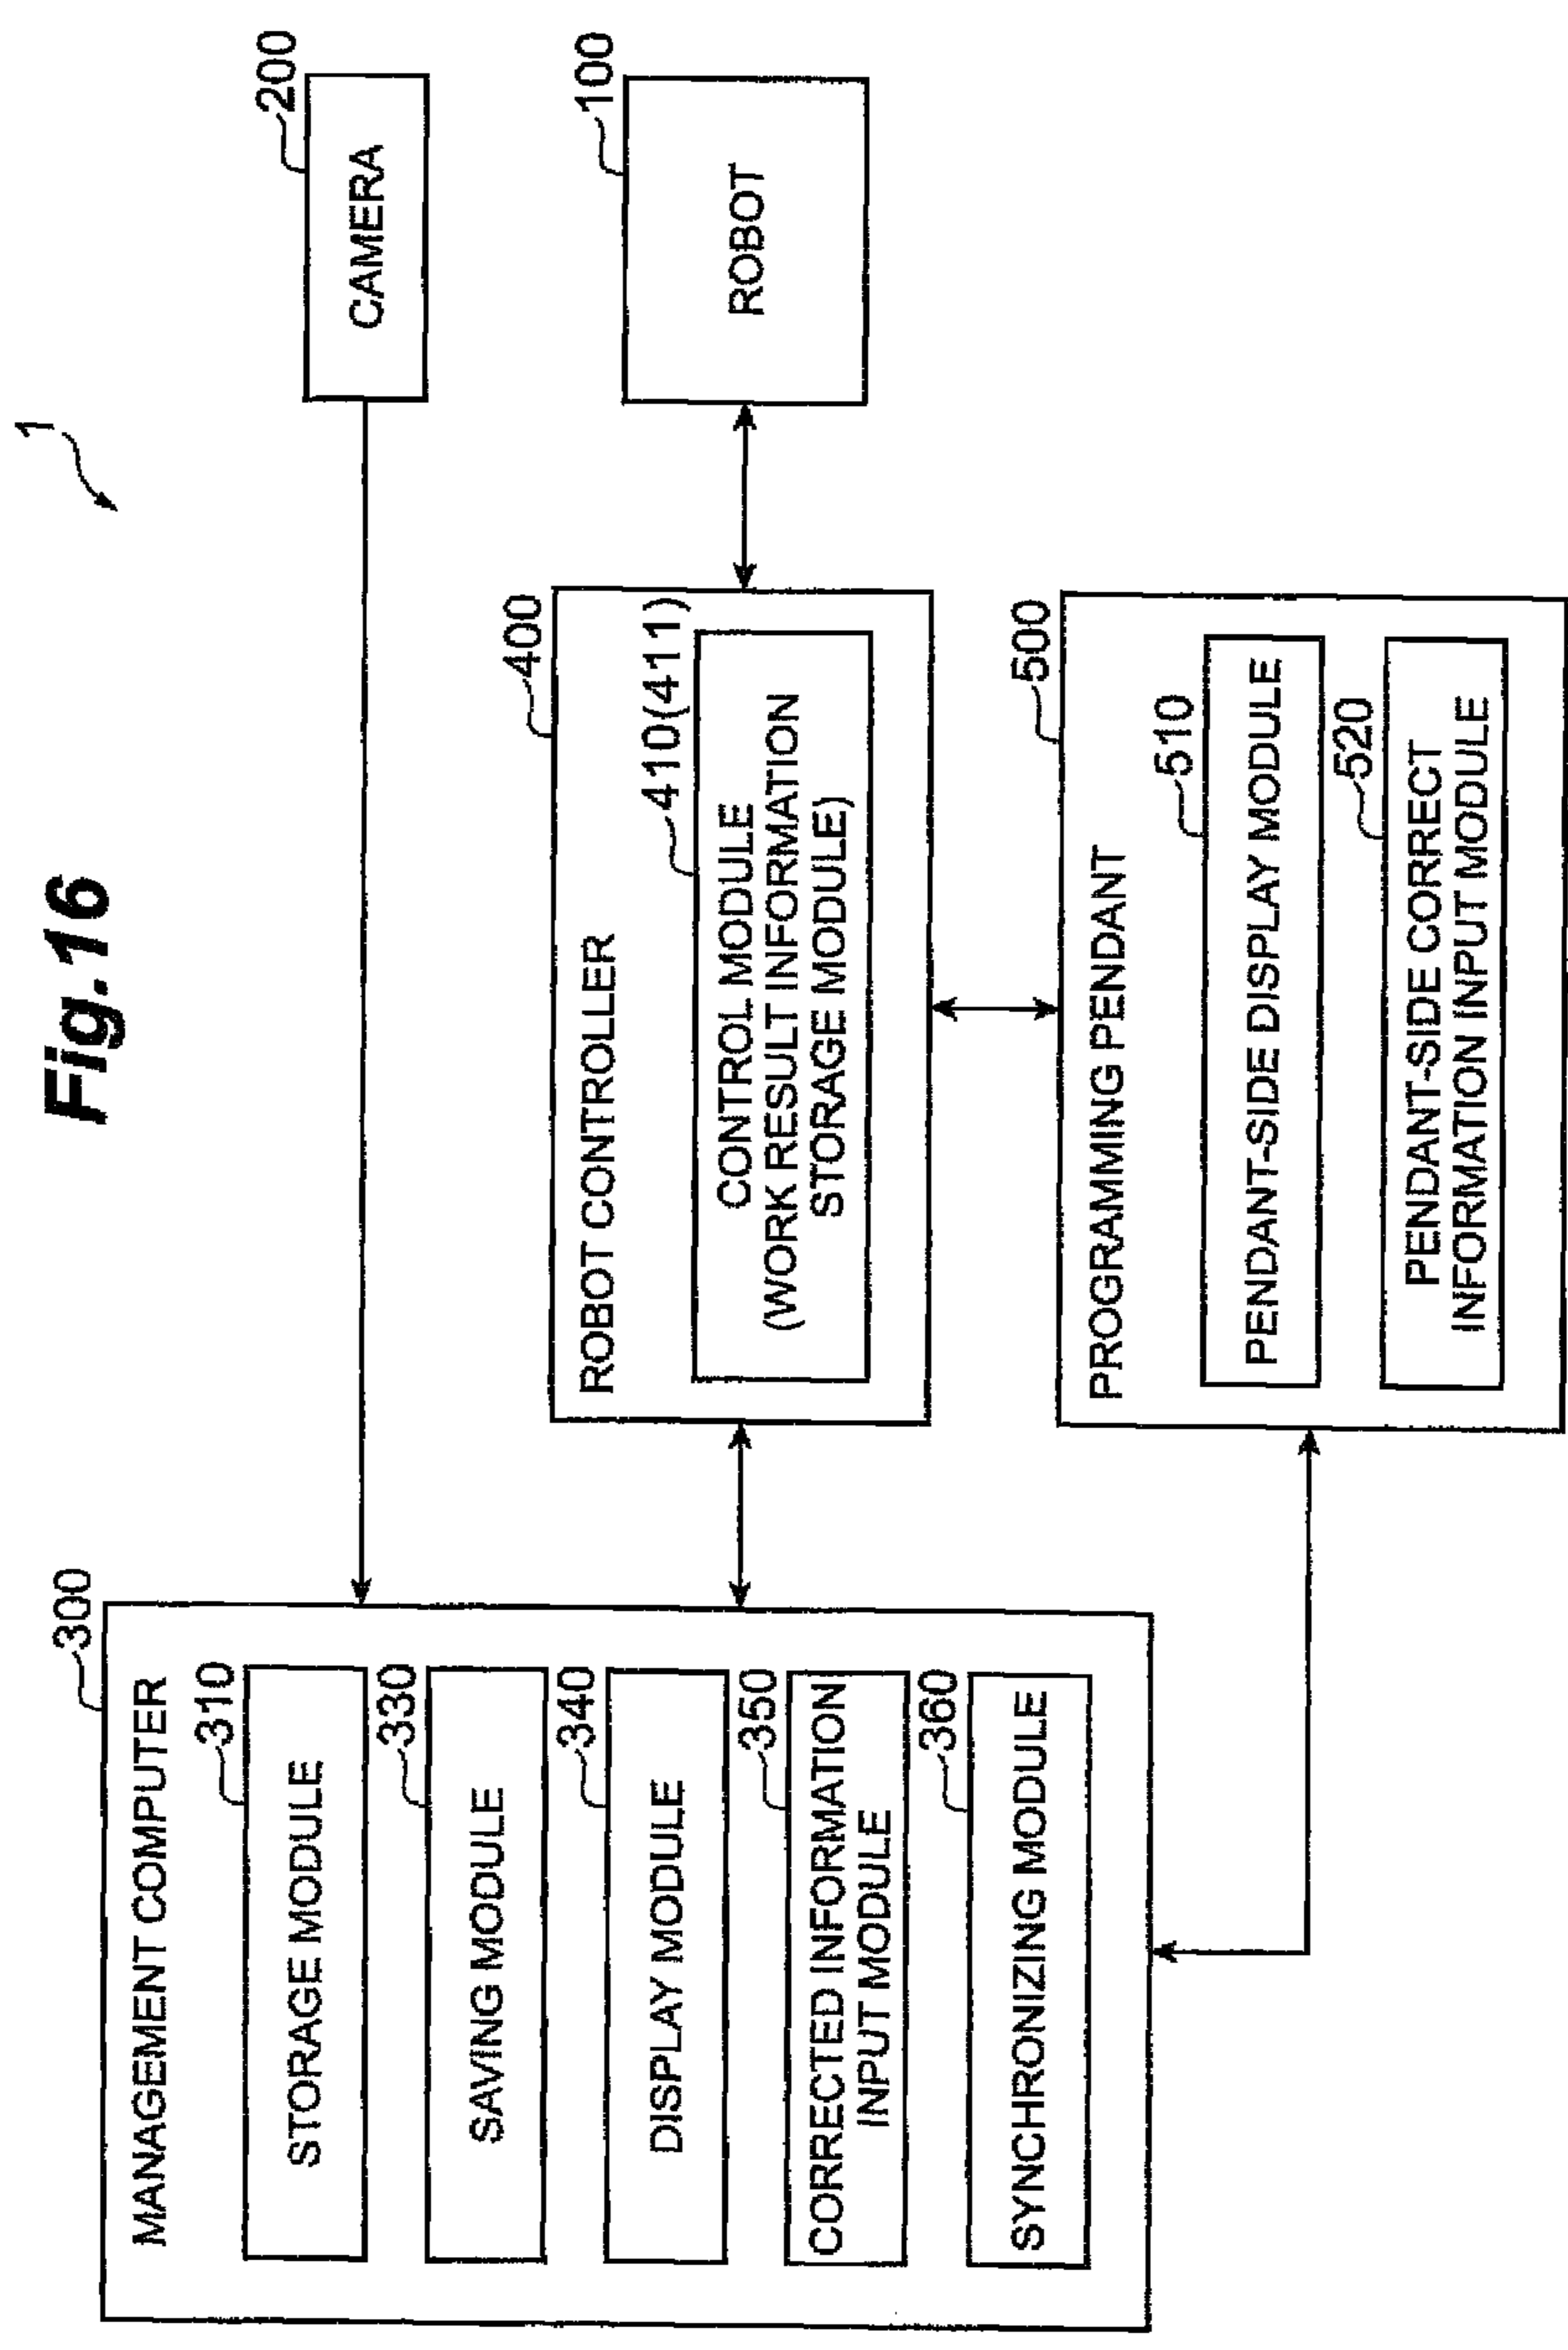 Fig.16
1
300
MANAGEMENT COMPUTER
310
STORAGE MODULE
330
SAVING MODULE
340
DISPLAY MODULE
350
CORRECTED INFORMATION
INPUT MODULE
360
SYNCHRONIZING MODULE
400
ROBOT CONTROLLER
410(411)
CONTROL MODULE
(WORK RESULT INFORMATION
STORAGE MODULE)
500
PROGRAMMING PENDANT
510
PENDANT-SIDE DISPLAY MODULE
520
PENDANT-SIDE CORRECT
INFORMATION INPUT MODULE
200
CAMERA
100
ROBOT